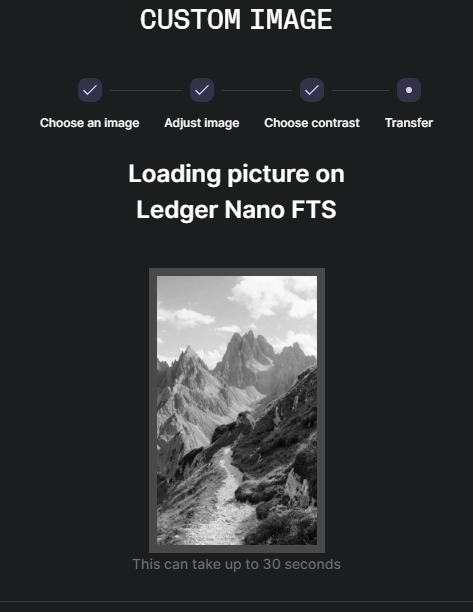 CUSTOM IMAGE
Choose an image
Adjust image
Choose contrast
Transfer
Loading picture on
Ledger Nano FTS
This can take up to 30 seconds